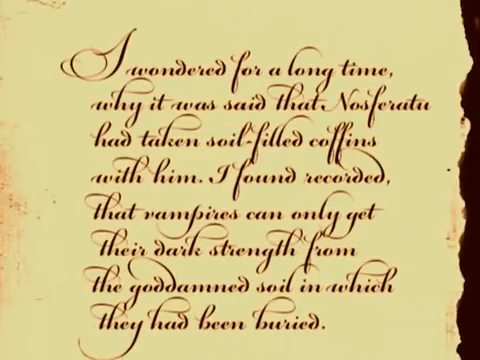 I wondered for a long time,
why it was said that Nosferatu
had taken soil-filled coffins
with him. I found recorded,
that vampires can only get
their dark strength from
the goddamned soil in which
they had been buried.